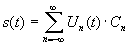 s(t) = ∑_{n=-∞}^{∞} U_n(t) · C_n